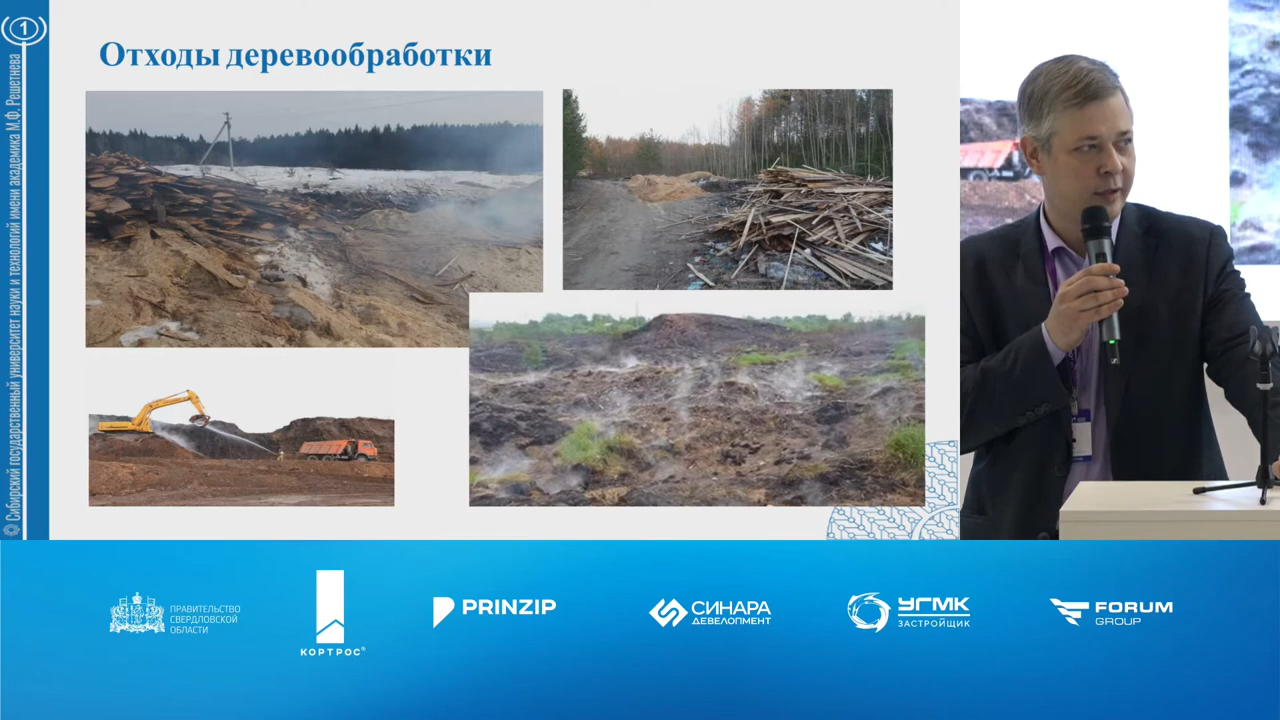 1
Сибирский государственный университет науки и технологий имени академика М.Ф. Решетнева
Отходы деревообработки
ПРАВИТЕЛЬСТВО
СВЕРДЛОВСКОЙ
ОБЛАСТИ
КОРТРОС®
PRINZIP
СИНАРА
ДЕВЕЛОПМЕНТ
УГМК
ЗАСТРОЙЩИК
FORUM
GROUP